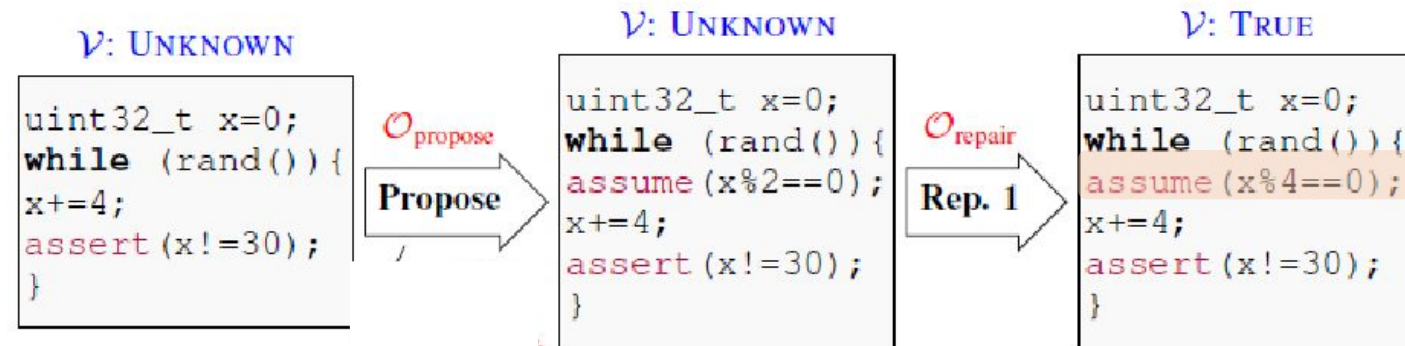 𝒱: UNKNOWN
uint32_t x=0;
while (rand()){
x+=4;
assert(x!=30);
}
𝒪propose
Propose
𝒱: UNKNOWN
uint32_t x=0;
while (rand()){
assume(x%2==0);
x+=4;
assert(x!=30);
}
𝒪repair
Rep. 1
𝒱: TRUE
uint32_t x=0;
while (rand()){
assume(x%4==0);
x+=4;
assert(x!=30);
}